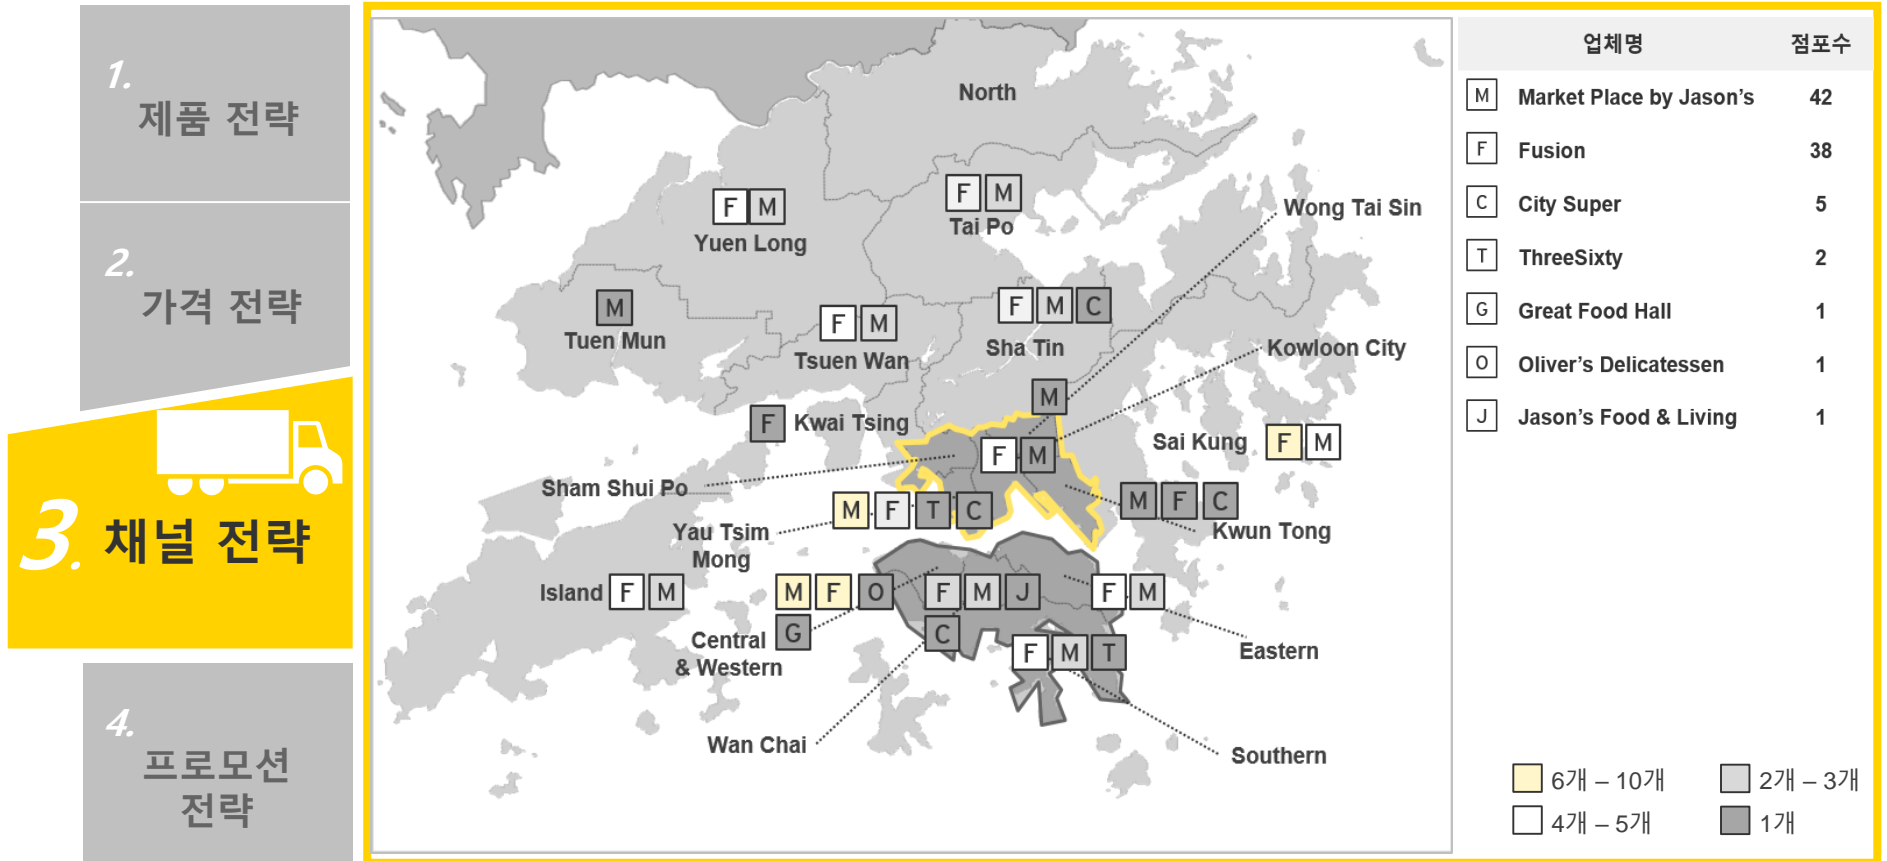 1.
제품 전략
2.
가격 전략
3.
채널 전략
4.
프로모션
전략
North
F M
Tai Po
Wong Tai Sin
F M
Yuen Long
M
Tuen Mun
F M
Tsuen Wan
F M C
Sha Tin
Kowloon City
M
F
Kwai Tsing
F M
Sai Kung
F M
Sham Shui Po
M F T C
Yau Tsim
Mong
M F C
Kwun Tong
Island
F M
M F O
G
Central
& Western
F M J
C
F M
Eastern
F M T
Wan Chai
Southern
업체명 점포수
M Market Place by Jason’s 42
F Fusion 38
C City Super 5
T ThreeSixty 2
G Great Food Hall 1
O Oliver’s Delicatessen 1
J Jason’s Food & Living 1
6개 – 10개
2개 – 3개
4개 – 5개
1개